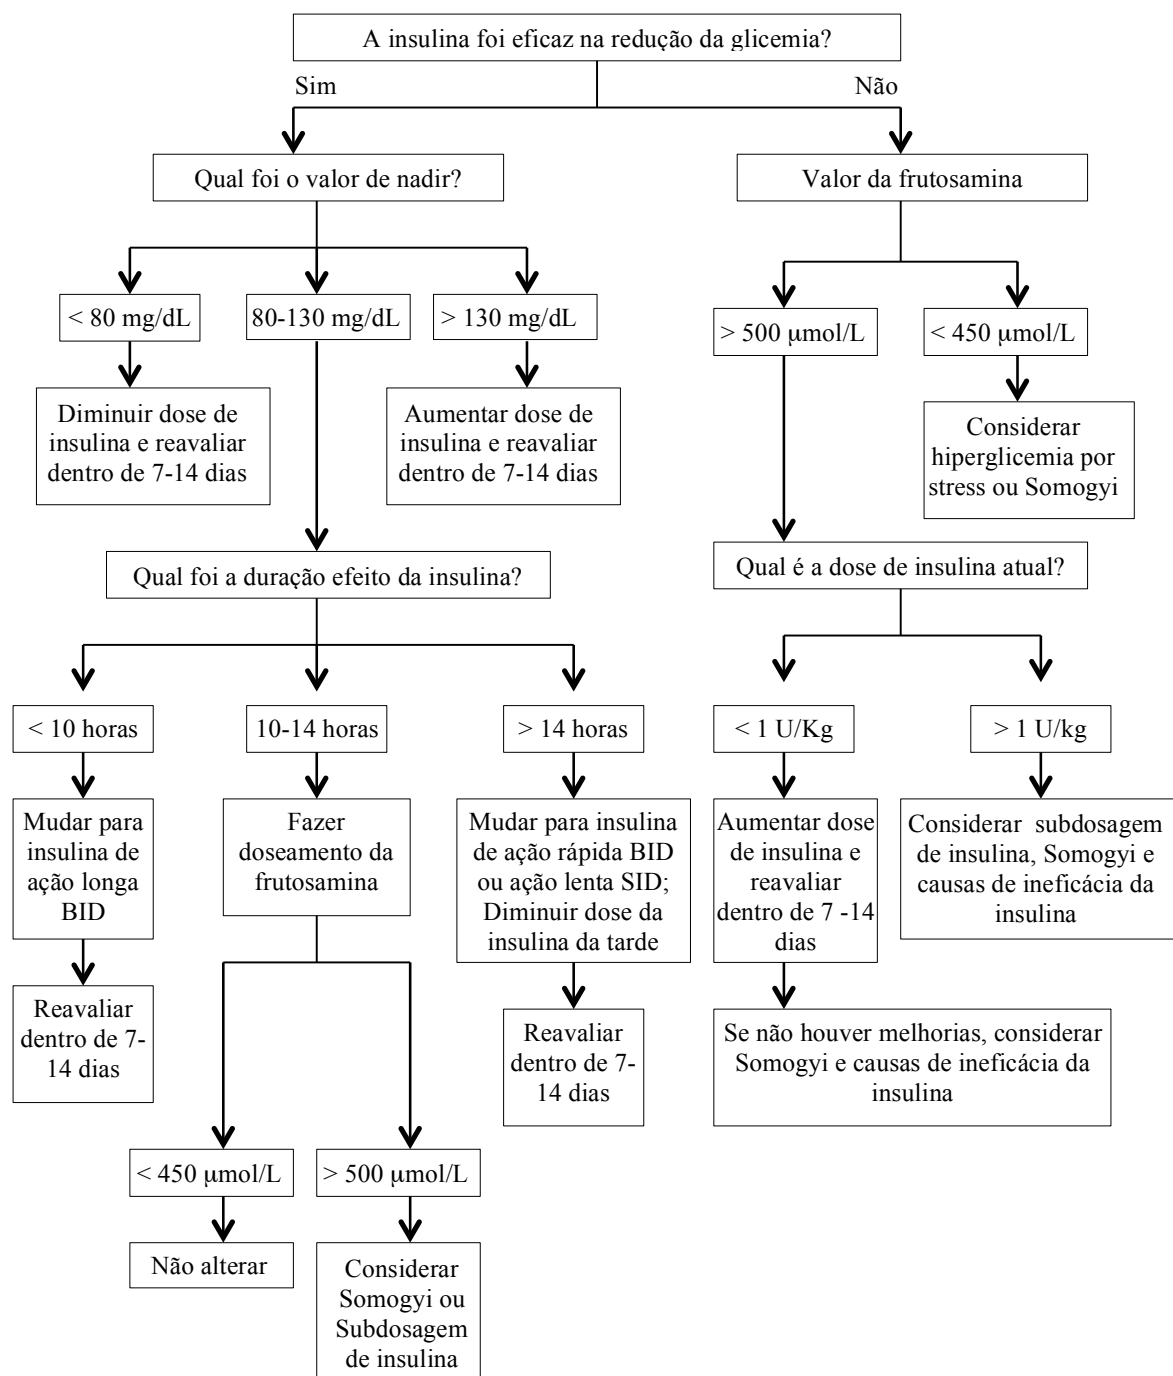 A insulina foi eficaz na redução da glicemia?
Sim
Não
Qual foi o valor de nadir?
Valor da frutosamina
< 80 mg/dL
80-130 mg/dL
> 130 mg/dL
> 500 μmol/L
< 450 μmol/L
Diminuir dose de
insulina e reavaliar
dentro de 7-14 dias
Aumentar dose de
insulina e reavaliar
dentro de 7-14 dias
Considerar
hiperglicemia por
stress ou Somogyi
Qual foi a duração efeito da insulina?
Qual é a dose de insulina atual?
< 10 horas
10-14 horas
> 14 horas
< 1 U/Kg
> 1 U/kg
Mudar para
insulina de
ação longa
BID
Fazer
doseamento da
frutosamina
Mudar para insulina
de ação rápida BID
ou ação lenta SID;
Diminuir dose da
insulina da tarde
Aumentar dose
de insulina e
reavaliar
dentro de 7 -14
dias
Considerar subdosagem
de insulina, Somogyi e
causas de ineficácia da
insulina
Reavaliar
dentro de 7-
14 dias
Reavaliar
dentro de 7-
14 dias
Se não houver melhorias, considerar
Somogyi e causas de ineficácia da
insulina
< 450 μmol/L
> 500 μmol/L
Não alterar
Considerar
Somogyi ou
Subdosagem
de insulina